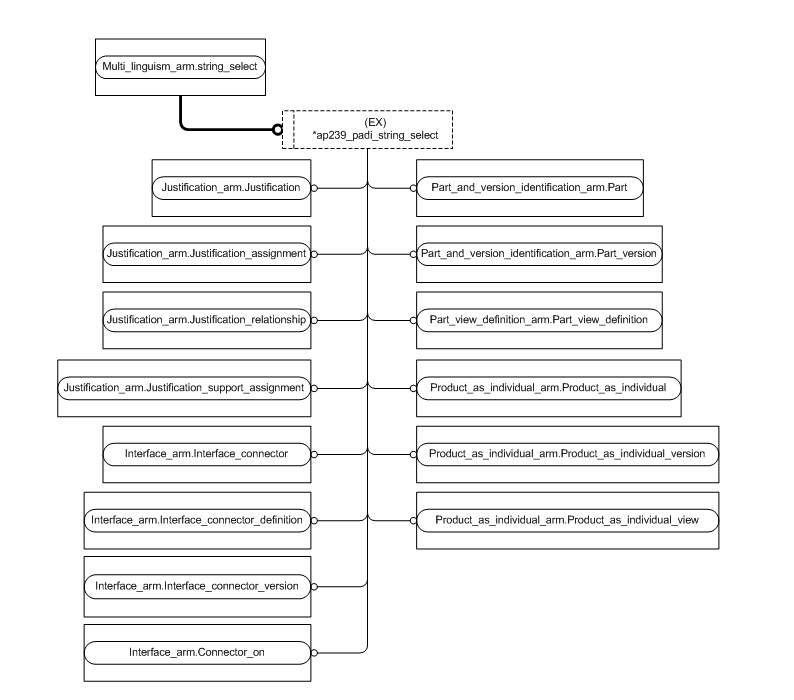 Multi_linguism_arm.string_select
(EX)
*ap239_padi_string_select
Justification_arm.Justification
Part_and_version_identification_arm.Part
Justification_arm.Justification_assignment
Part_and_version_identification_arm.Part_version
Justification_arm.Justification_relationship
Part_view_definition_arm.Part_view_definition
Justification_arm.Justification_support_assignment
Product_as_individual_arm.Product_as_individual
Interface_arm.Interface_connector
Product_as_individual_arm.Product_as_individual_version
Interface_arm.Interface_connector_definition
Product_as_individual_arm.Product_as_individual_view
Interface_arm.Interface_connector_version
Interface_arm.Connector_on